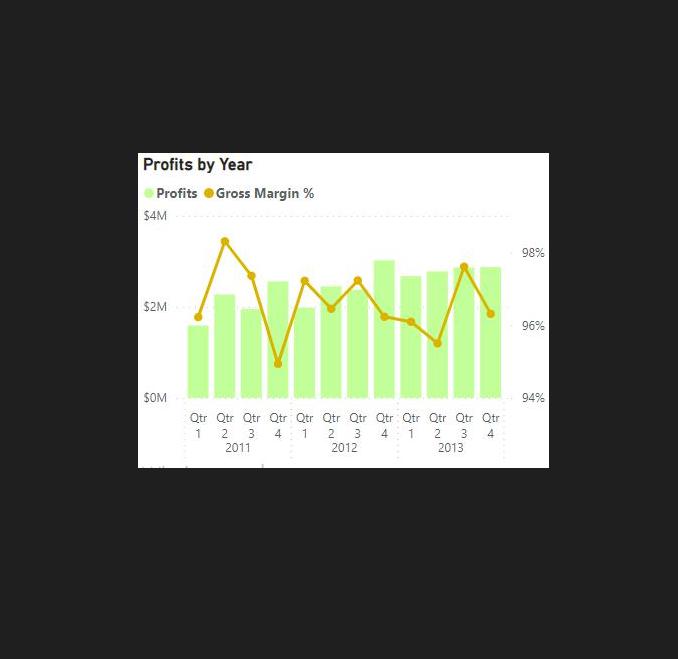 Profits by Year
Profits Gross Margin %
$4M
98%
$2M
96%
$0M
94%
Qtr Qtr Qtr Qtr Qtr Qtr Qtr Qtr Qtr Qtr Qtr Qtr
1 2 3 4 1 2 3 4 1 2 3 4
2011 2012 2013